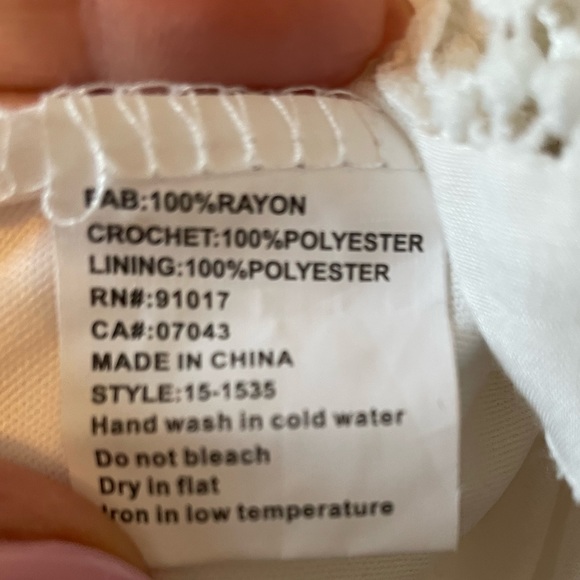 FAB:100%RAYON
CROCHET:100%POLYESTER
LINING:100%POLYESTER
RN#:91017
CA#:07043
MADE IN CHINA
STYLE:15-1535
Hand wash in cold water
Do not bleach
Dry in flat
Iron in low temperature